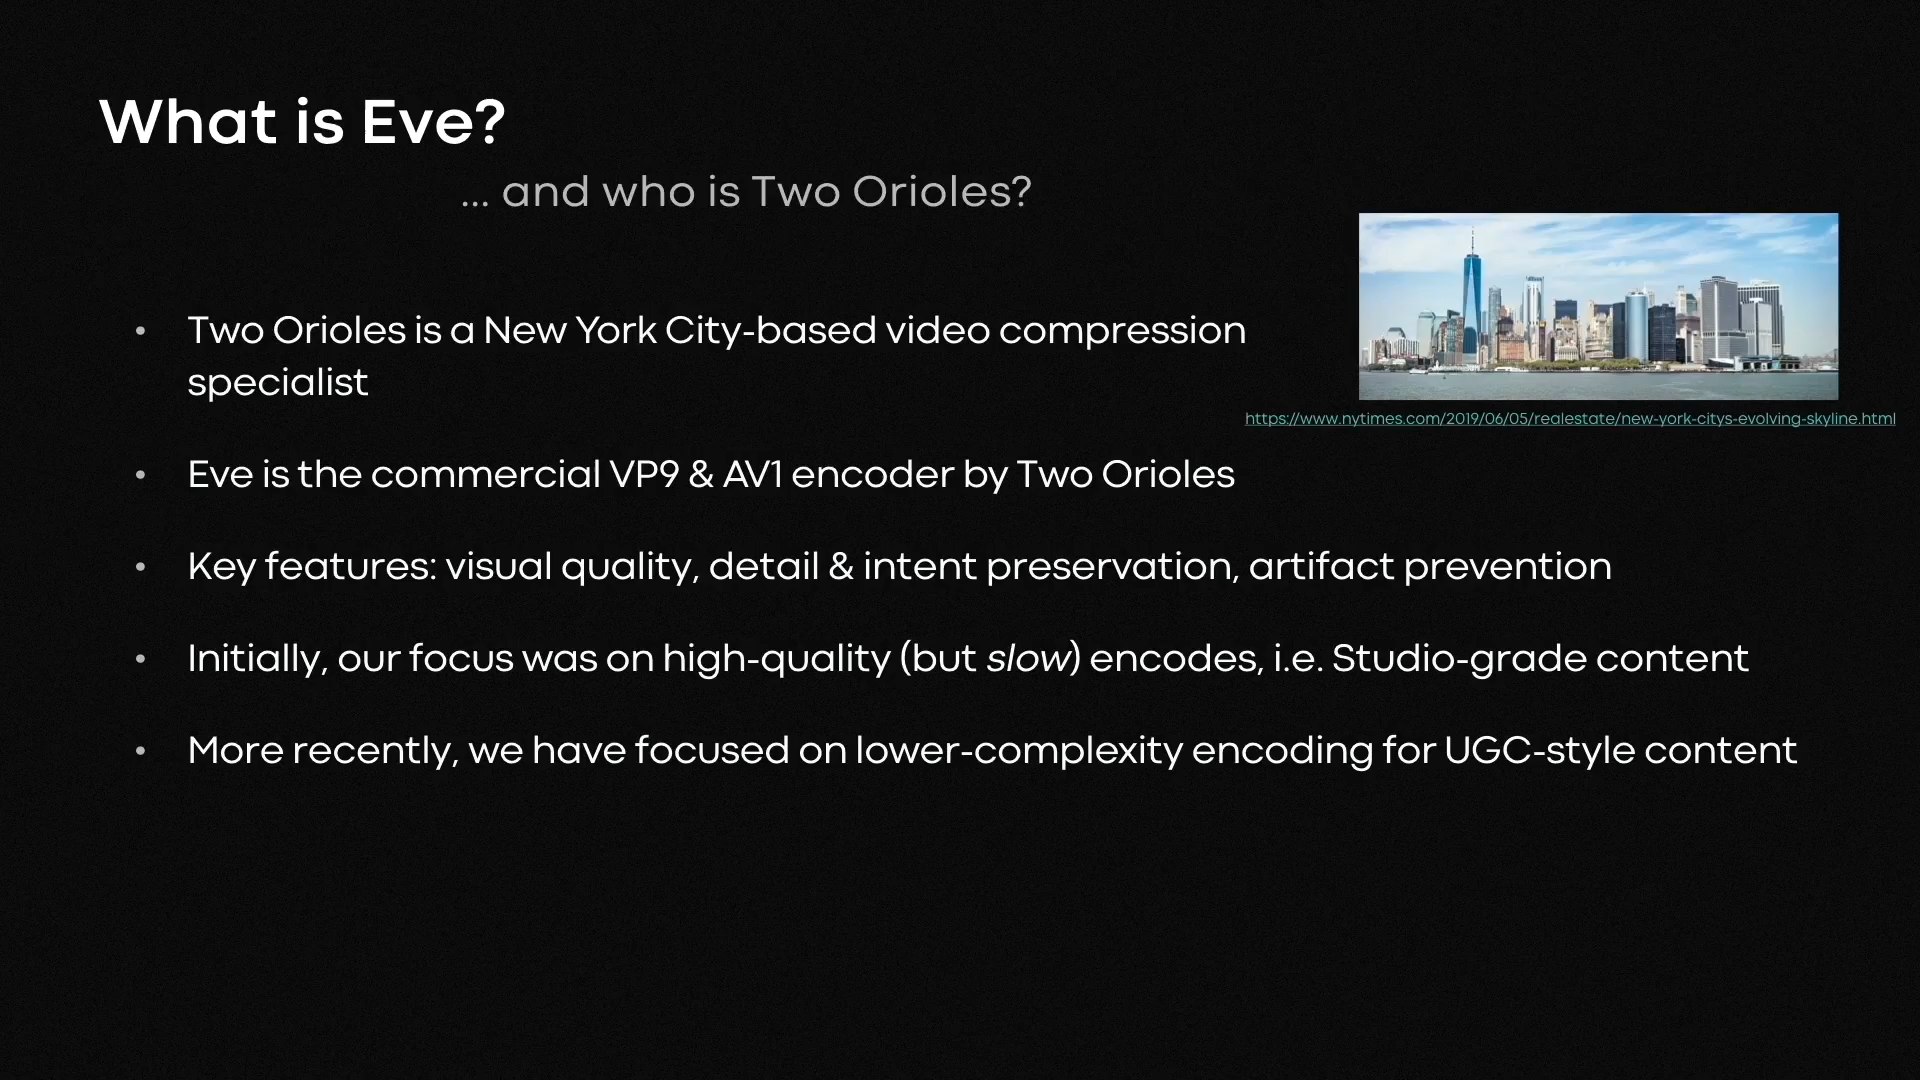 What is Eve?
... and who is Two Orioles?
• Two Orioles is a New York City-based video compression
specialist
https://www.nytimes.com/2019/06/05/realestate/new-york-citys-evolving-skyline.html
• Eve is the commercial VP9 & AV1 encoder by Two Orioles
• Key features: visual quality, detail & intent preservation, artifact prevention
• Initially, our focus was on high-quality (but slow) encodes, i.e. Studio-grade content
• More recently, we have focused on lower-complexity encoding for UGC-style content